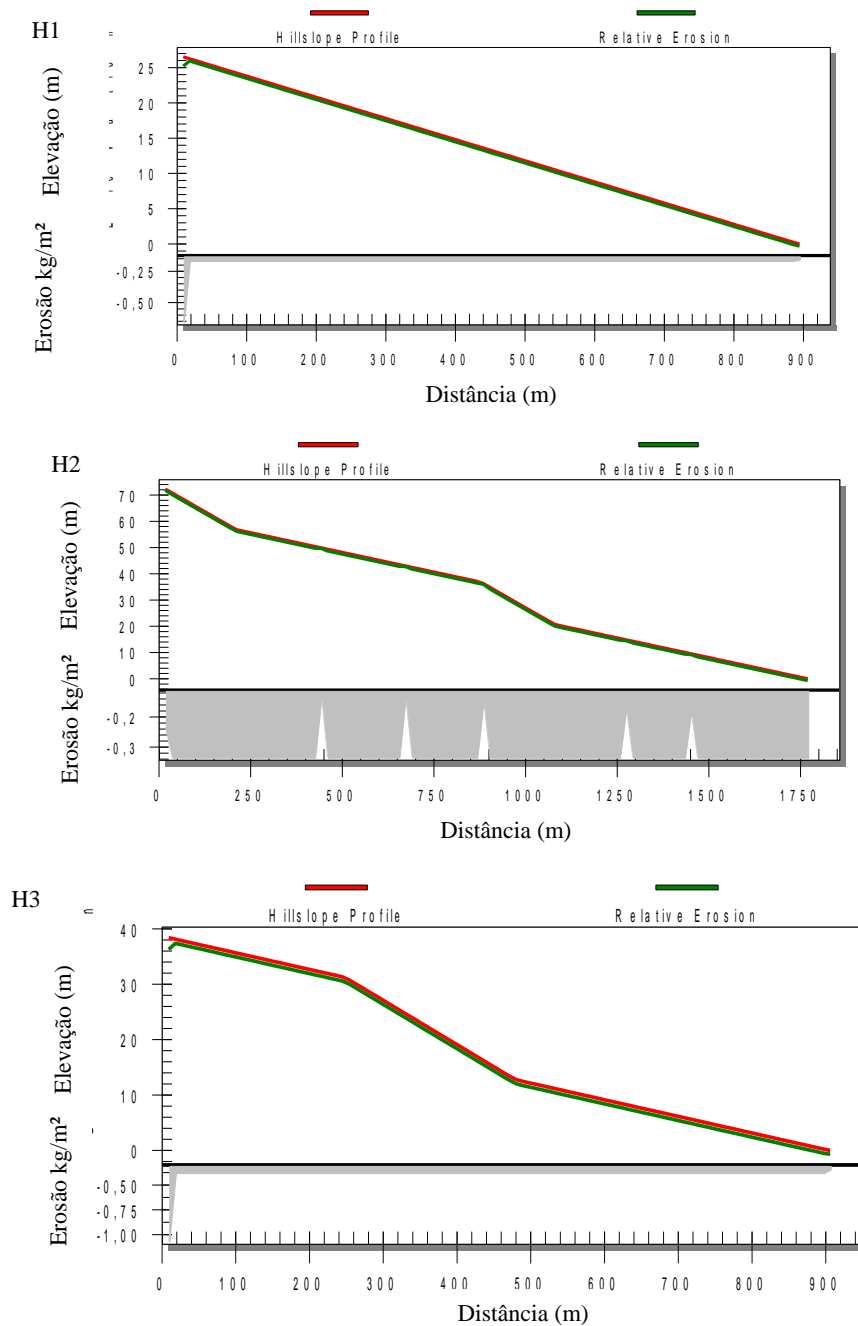 H1
Hillslope Profile
Relative Erosion
Elevação (m)
25
20
15
10
5
0
Erosão kg/m²
-0,25
-0,50
0 100 200 300 400 500 600 700 800 900
Distância (m)
H2
Hillslope Profile
Relative Erosion
Elevação (m)
70
60
50
40
30
20
10
0
Erosão kg/m²
-0,2
-0,3
0 250 500 750 1000 1250 1500 1750
Distância (m)
H3
Hillslope Profile
Relative Erosion
Elevação (m)
40
30
20
10
0
Erosão kg/m²
-0,50
-0,75
-1,00
0 100 200 300 400 500 600 700 800 900
Distância (m)